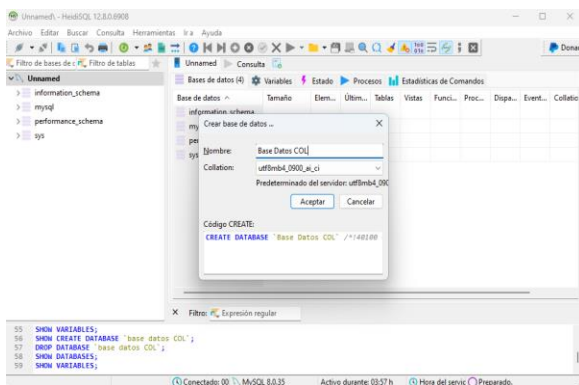 Unnamed\ - HeidiSQL 12.8.0.6908
Archivo Editar Buscar Consulta Herramientas Ir a Ayuda
Donar
Filtro de bases de d Filtro de tablas
Unnamed Consulta
Unnamed
information_schema
mysql
performance_schema
sys
Bases de datos (4) Variables Estado Procesos Estadísticas de Comandos
Base de datos Tamaño Elem... Últim... Tablas Vistas Funci... Proc... Dispa... Event... Collatio
information_schema
my
per
sys
Crear base de datos ...
Nombre: Base Datos COL
Collation: utf8mb4_0900_ai_ci
Predeterminado del servidor: utf8mb4_090
Aceptar Cancelar
Código CREATE:
CREATE DATABASE `Base Datos COL` /*!40100
Filtro: Expresión regular
55 SHOW VARIABLES;
56 SHOW CREATE DATABASE `base datos COL`;
57 DROP DATABASE `base datos COL`;
58 SHOW DATABASES;
59 SHOW VARIABLES;
Conectado: 00 MySQL 8.0.35 Activo durante: 03:57 h Hora del servic Preparado.